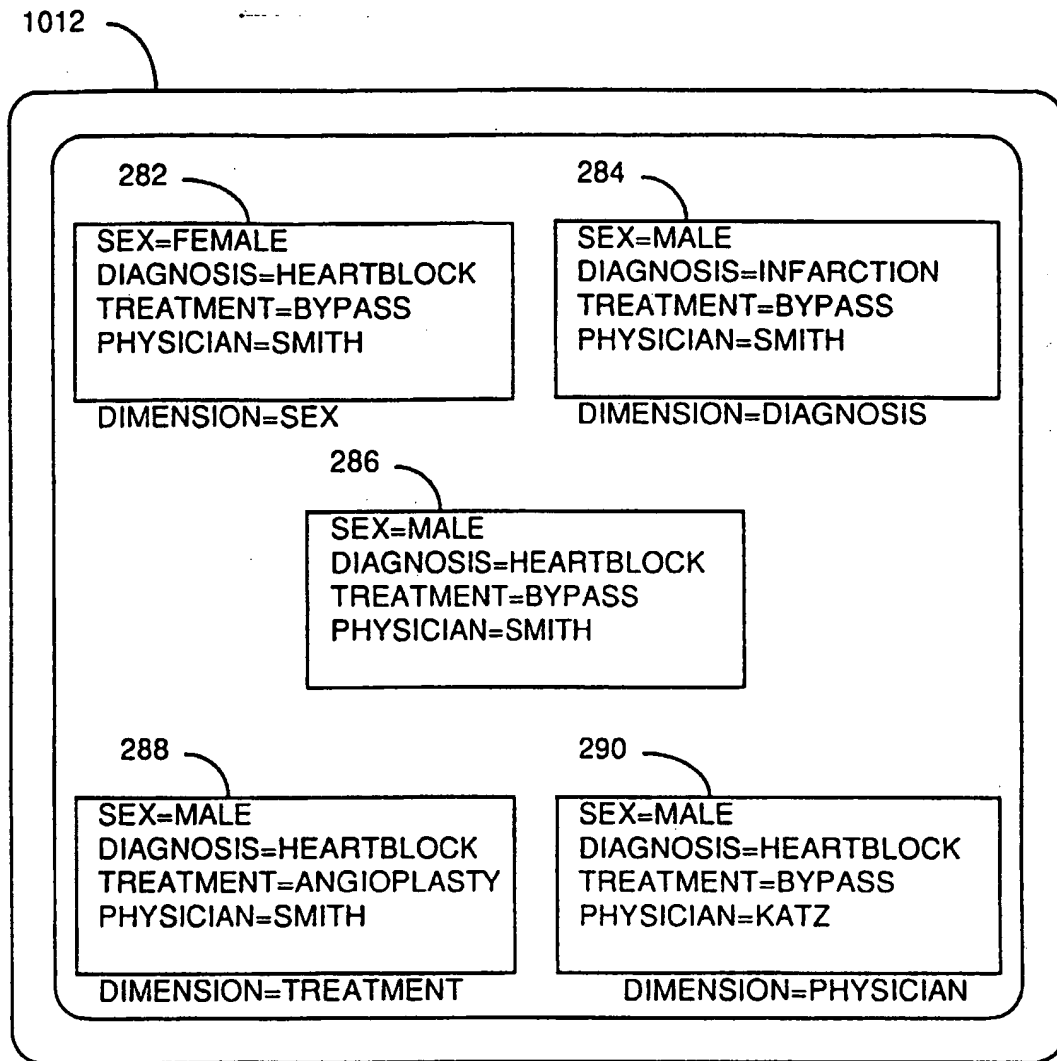 1012
282
SEX=FEMALE
DIAGNOSIS=HEARTBLOCK
TREATMENT=BYPASS
PHYSICIAN=SMITH
DIMENSION=SEX
284
SEX=MALE
DIAGNOSIS=INFARCTION
TREATMENT=BYPASS
PHYSICIAN=SMITH
DIMENSION=DIAGNOSIS
286
SEX=MALE
DIAGNOSIS=HEARTBLOCK
TREATMENT=BYPASS
PHYSICIAN=SMITH
288
SEX=MALE
DIAGNOSIS=HEARTBLOCK
TREATMENT=ANGIOPLASTY
PHYSICIAN=SMITH
DIMENSION=TREATMENT
290
SEX=MALE
DIAGNOSIS=HEARTBLOCK
TREATMENT=BYPASS
PHYSICIAN=KATZ
DIMENSION=PHYSICIAN